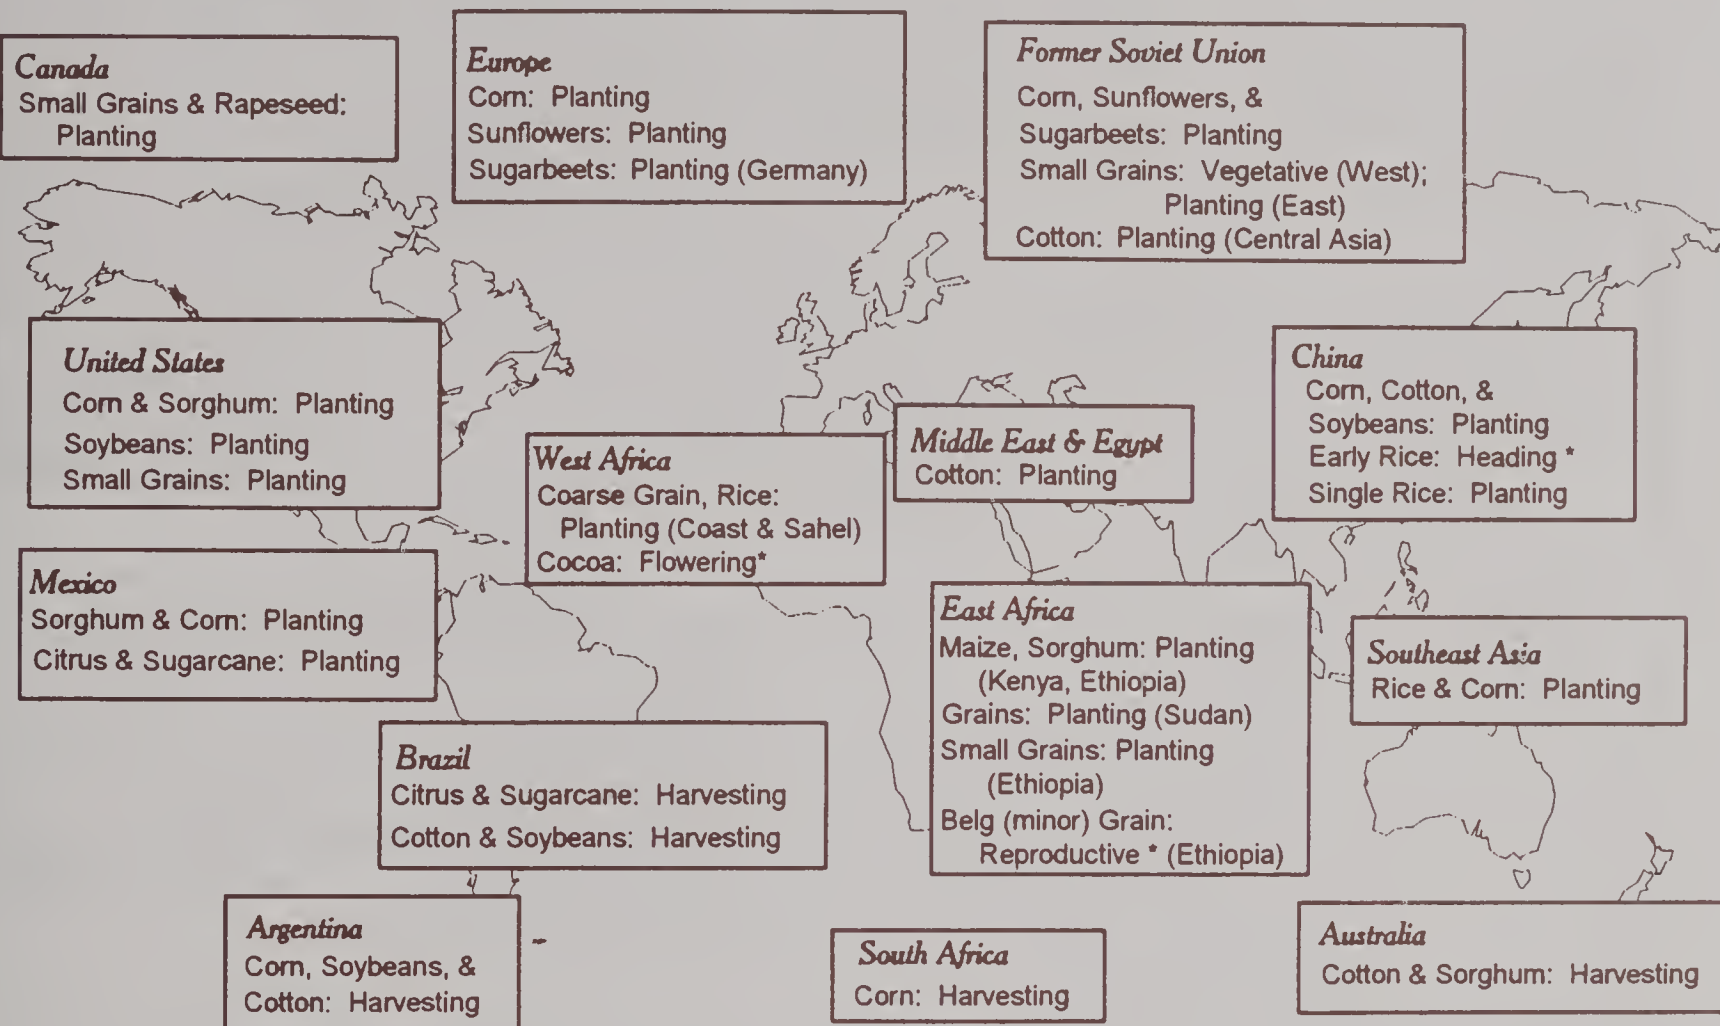 Canada
Small Grains & Rapeseed:
Planting
Europe
Corn: Planting
Sunflowers: Planting
Sugarbeets: Planting (Germany)
Former Soviet Union
Corn, Sunflowers, &
Sugarbeets: Planting
Small Grains: Vegetative (West);
Planting (East)
Cotton: Planting (Central Asia)
United States
Corn & Sorghum: Planting
Soybeans: Planting
Small Grains: Planting
China
Corn, Cotton, &
Soybeans: Planting
Early Rice: Heading *
Single Rice: Planting
West Africa
Coarse Grain, Rice:
Planting (Coast & Sahel)
Cocoa: Flowering*
Middle East & Egypt
Cotton: Planting
Mexico
Sorghum & Corn: Planting
Citrus & Sugarcane: Planting
East Africa
Maize, Sorghum: Planting
(Kenya, Ethiopia)
Grains: Planting (Sudan)
Small Grains: Planting
(Ethiopia)
Belg (minor) Grain:
Reproductive * (Ethiopia)
Southeast Asia
Rice & Corn: Planting
Brazil
Citrus & Sugarcane: Harvesting
Cotton & Soybeans: Harvesting
Argentina
Corn, Soybeans, &
Cotton: Harvesting
South Africa
Corn: Harvesting
Australia
Cotton & Sorghum: Harvesting